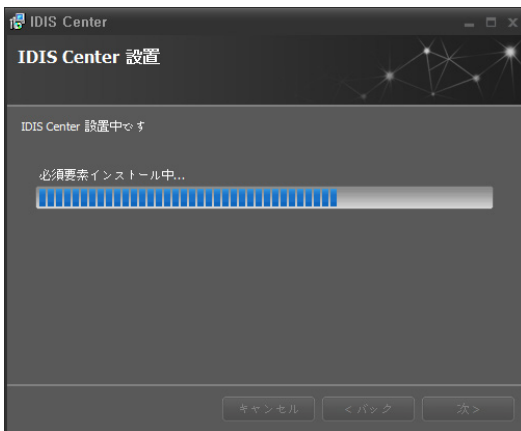 IDIS Center
IDIS Center 設置
IDIS Center 設置中です
必須要素インストール中...
キャンセル
< バック
次 >